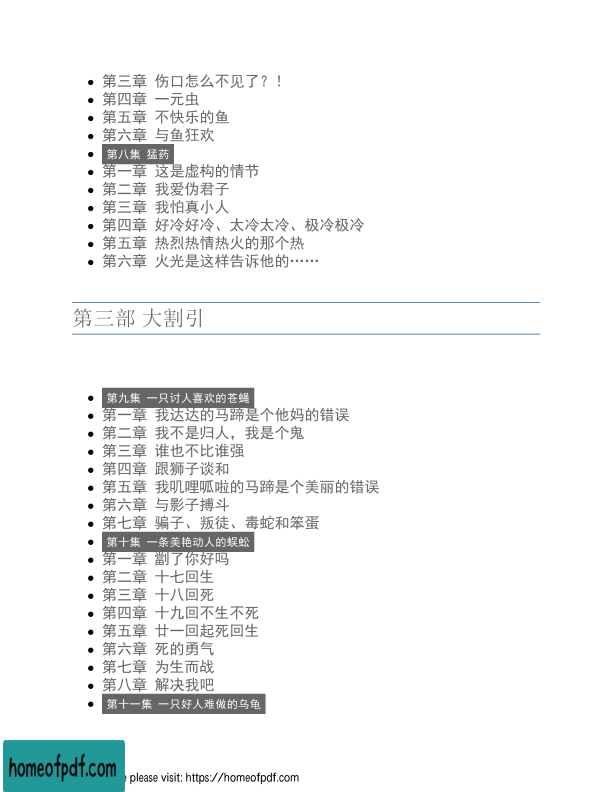 第三章 伤口怎么不见了？！
第四章 一元虫
第五章 不快乐的鱼
第六章 与鱼狂欢
第八集 猛药
第一章 这是虚构的情节
第二章 我爱伪君子
第三章 我怕真小人
第四章 好冷好冷、太冷太冷、极冷极冷
第五章 热烈热情热火的那个热
第六章 火光是这样告诉他的……
第三部 大割引
第九集 一只讨人喜欢的苍蝇
第一章 我达达的马蹄是个他妈的错误
第二章 我不是归人，我是个鬼
第三章 谁也不比谁强
第四章 跟狮子谈和
第五章 我叽哩呱啦的马蹄是个美丽的错误
第六章 与影子搏斗
第七章 骗子、叛徒、毒蛇和笨蛋
第十集 一条美艳动人的蜈蚣
第一章 劏了你好吗
第二章 十七回生
第三章 十八回死
第四章 十九回不生不死
第五章 廿一回起死回生
第六章 死的勇气
第七章 为生而战
第八章 解决我吧
第十一集 一只好人难做的乌龟
homeofpdf.com
e please visit: https://homeofpdf.com